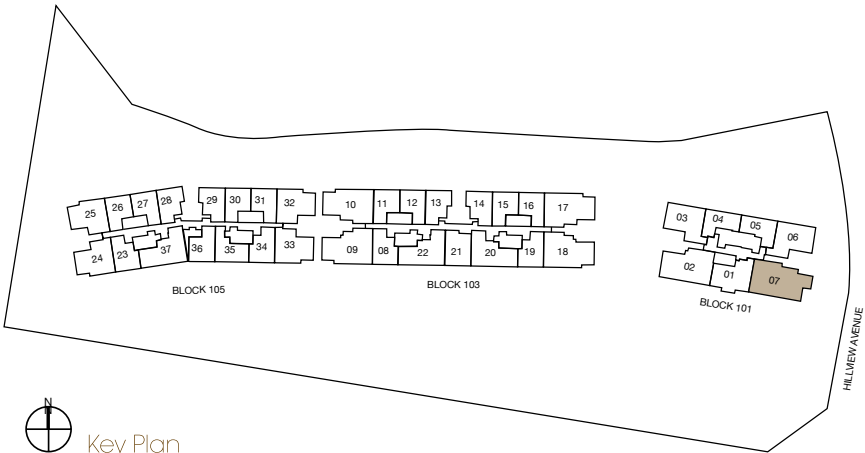 25 26 27 28 29 30 31 32 10 11 12 13 14 15 16 17 03 04 05 06
24 23 37 36 35 34 33 09 08 22 21 20 19 18 02 01 07
BLOCK 105 BLOCK 103 BLOCK 101
HILLVIEW AVENUE
N
N
Key Plan